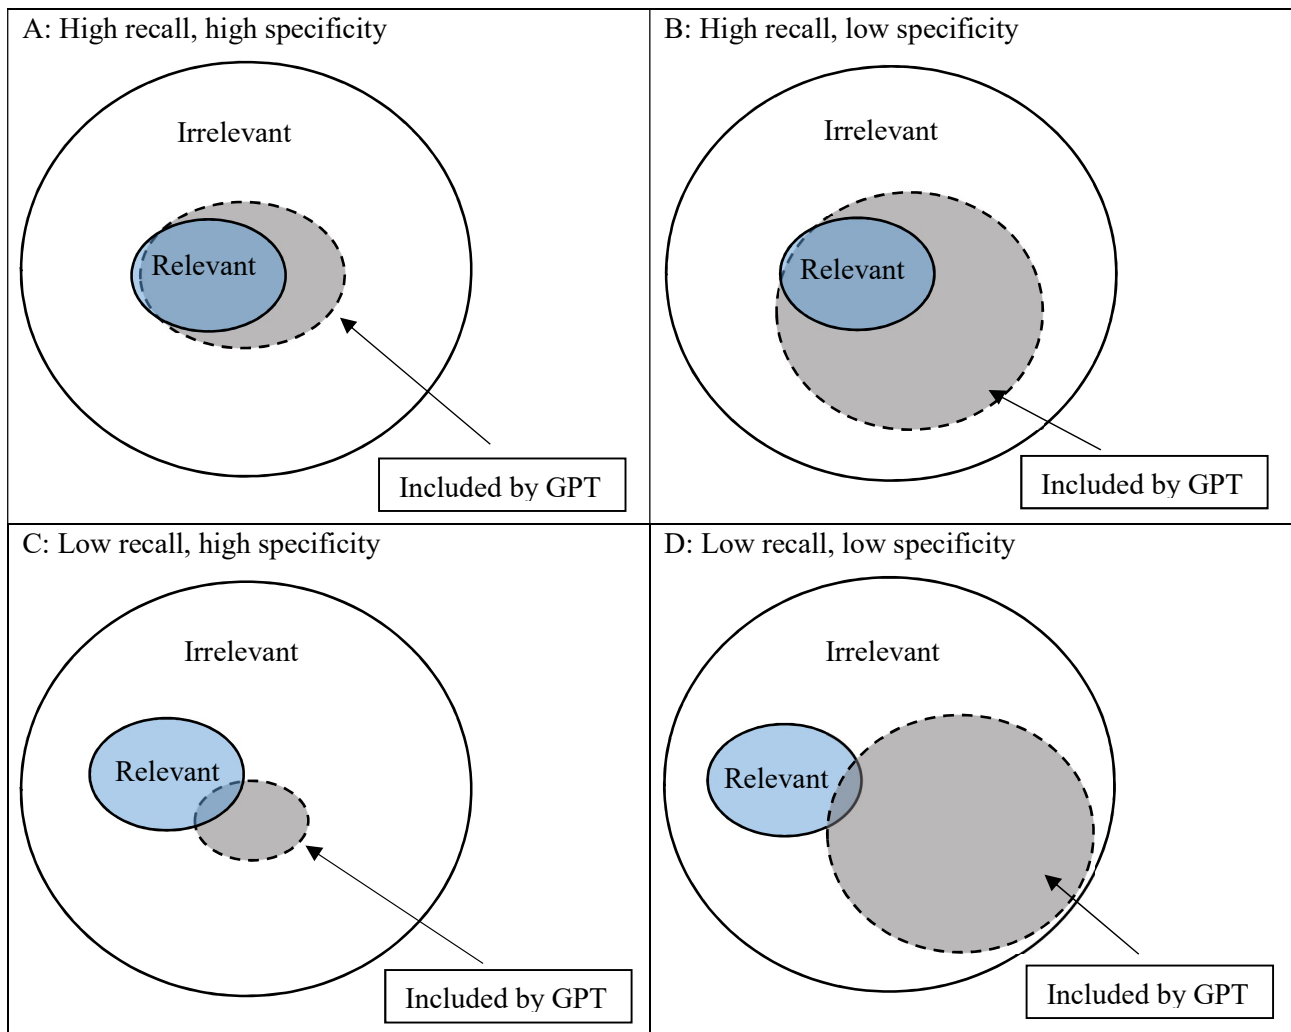 A: High recall, high specificity
Irrelevant
Relevant
Included by GPT
B: High recall, low specificity
Irrelevant
Relevant
Included by GPT
C: Low recall, high specificity
Irrelevant
Relevant
Included by GPT
D: Low recall, low specificity
Irrelevant
Relevant
Included by GPT